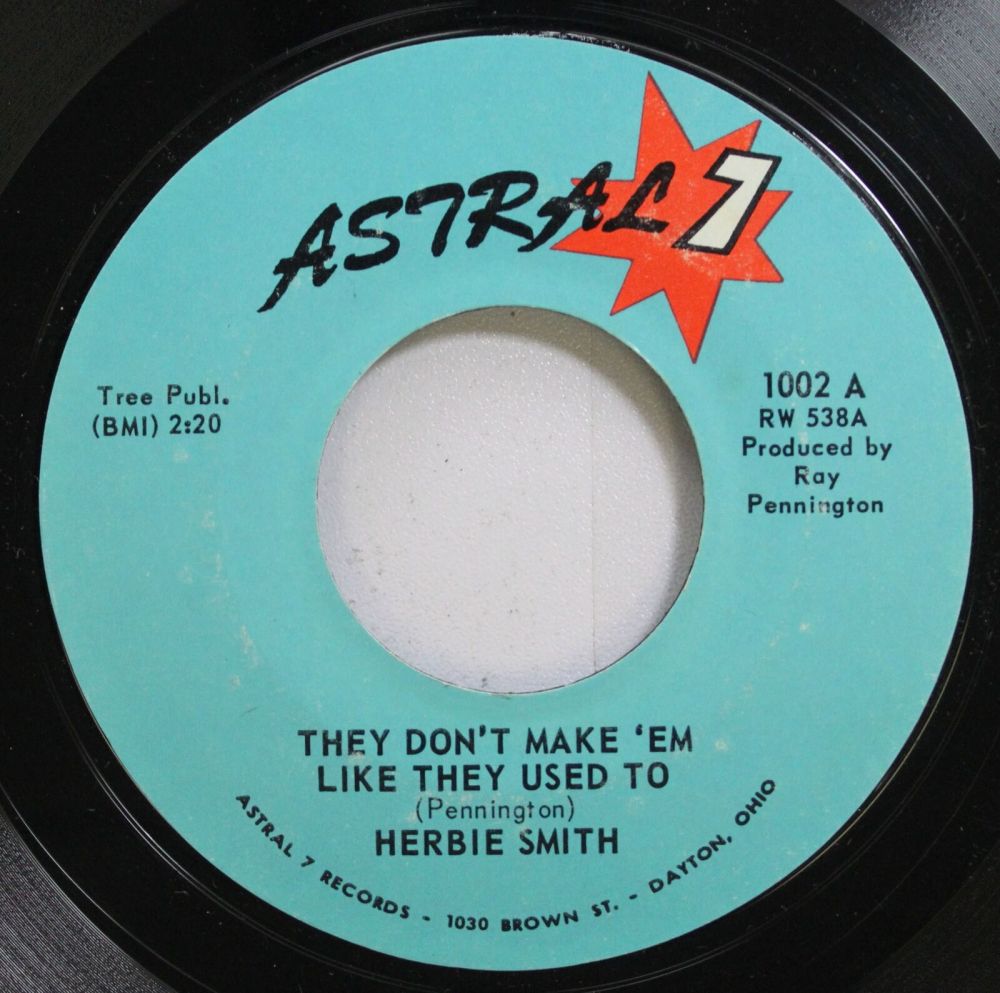 ASTRAL 7
Tree Publ.
(BMI) 2:20
1002 A
RW 538A
Produced by
Ray
Pennington
THEY DON'T MAKE 'EM
LIKE THEY USED TO
(Pennington)
HERBIE SMITH
ASTRAL 7 RECORDS - 1030 BROWN ST. - DAYTON, OHIO